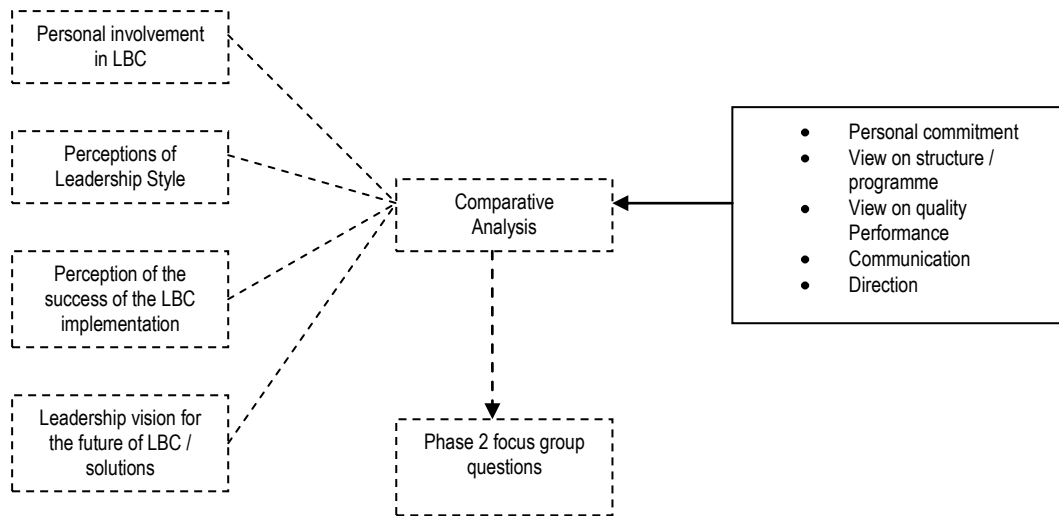 Personal involvement
in LBC
Perceptions of
Leadership Style
Perception of the
success of the LBC
implementation
Leadership vision for
the future of LBC /
solutions
Comparative
Analysis
Phase 2 focus group
questions
● Personal commitment
● View on structure /
programme
● View on quality
Performance
● Communication
● Direction